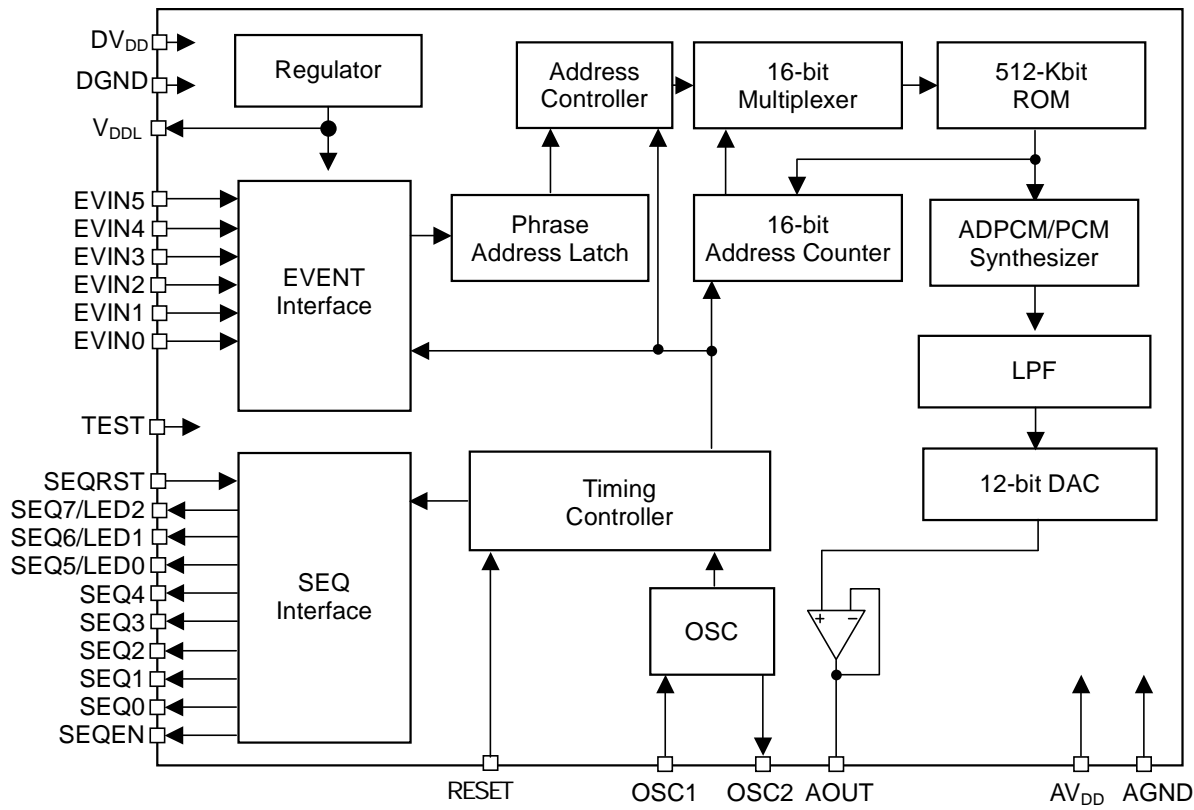 DVDD
DGND
VDDL
EVIN5
EVIN4
EVIN3
EVIN2
EVIN1
EVIN0
TEST
SEQRST
SEQ7/LED2
SEQ6/LED1
SEQ5/LED0
SEQ4
SEQ3
SEQ2
SEQ1
SEQ0
SEQEN
Regulator
EVENT
Interface
SEQ
Interface
Phrase
Address Latch
Address
Controller
16-bit
Multiplexer
512-Kbit
ROM
16-bit
Address Counter
ADPCM/PCM
Synthesizer
LPF
12-bit DAC
Timing
Controller
OSC
+
−
RESET
OSC1
OSC2
AOUT
AVDD
AGND